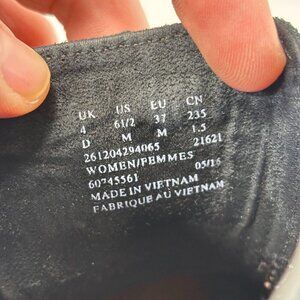 UK US EU CN
4 61/2 37 235
D M M 1.5
261204294065 21621
WOMEN/FEMMES 05/16
60745561
MADE IN VIETNAM
FABRIQUE AU VIETNAM